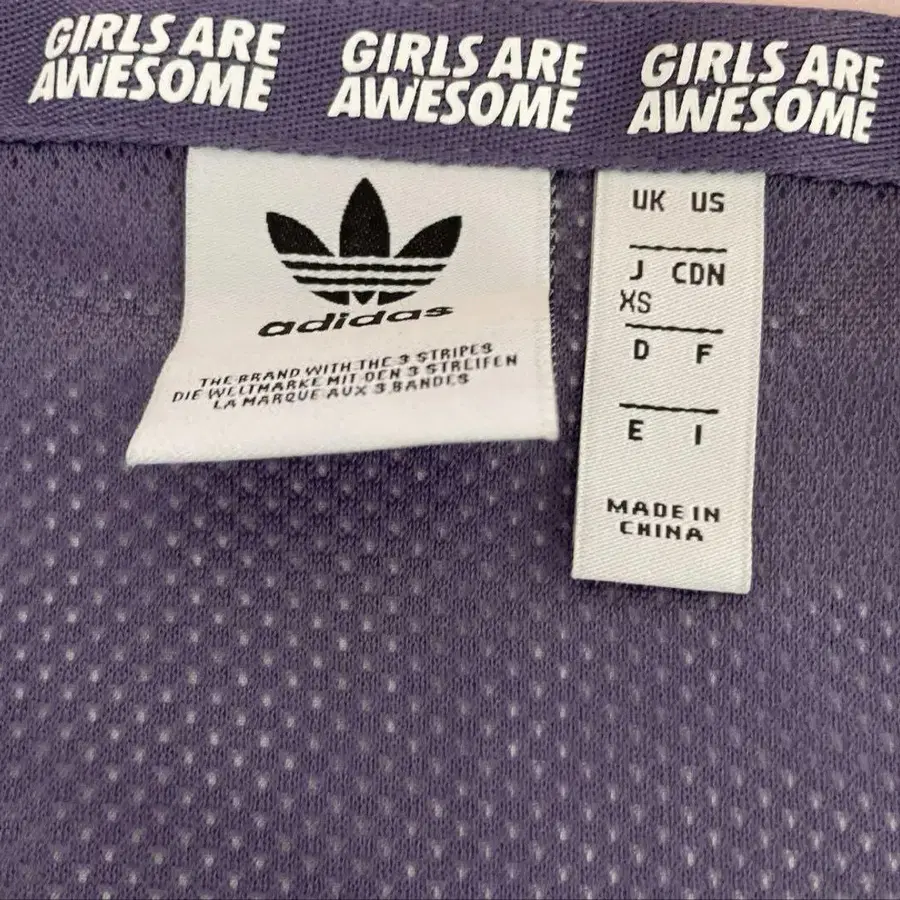 GIRLS ARE
AWESOME
GIRLS ARE
AWESOME
GIRLS ARE
AWESOME
adidas
THE BRAND WITH THE 3 STRIPES
DIE WELTMARKE MIT DEN 3 STREIFEN
LA MARQUE AUX 3 BANDES
UK US
J CDN
XS
D F
E I
MADE IN
CHINA